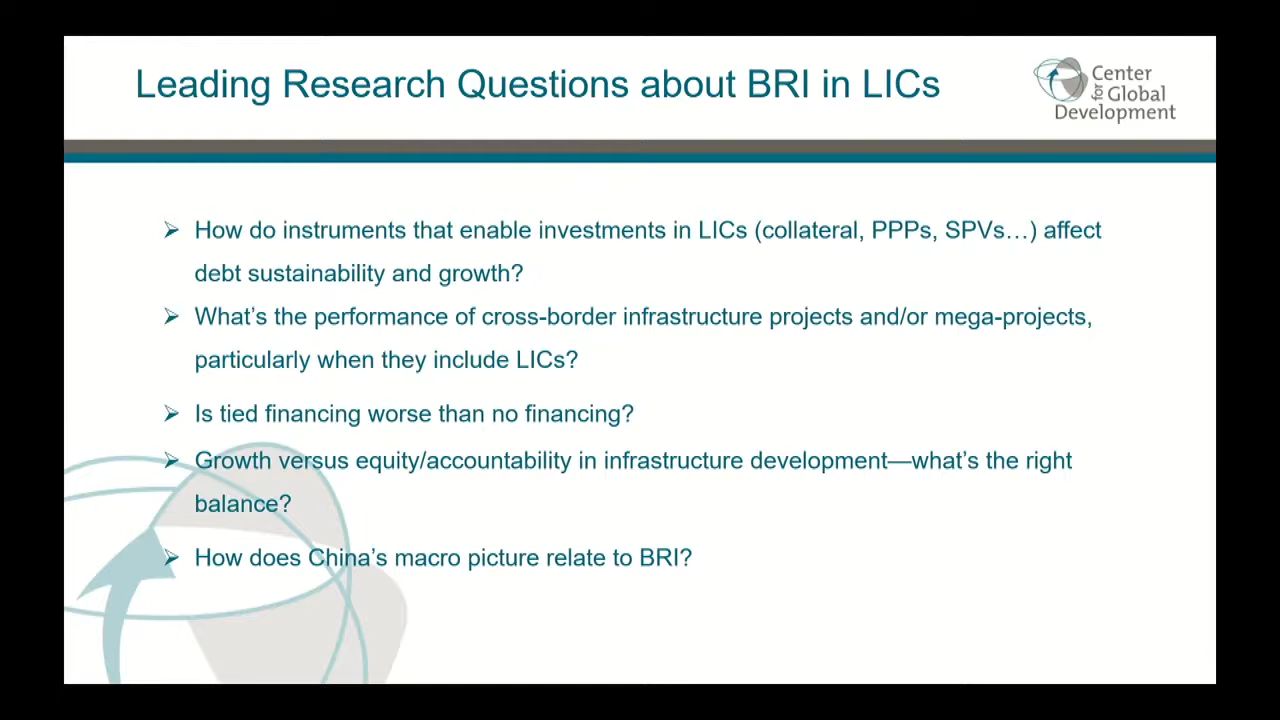 Leading Research Questions about BRI in LICs
Center
for Global
Development
➢ How do instruments that enable investments in LICs (collateral, PPPs, SPVs…) affect
debt sustainability and growth?
➢ What’s the performance of cross-border infrastructure projects and/or mega-projects,
particularly when they include LICs?
➢ Is tied financing worse than no financing?
➢ Growth versus equity/accountability in infrastructure development—what’s the right
balance?
➢ How does China’s macro picture relate to BRI?